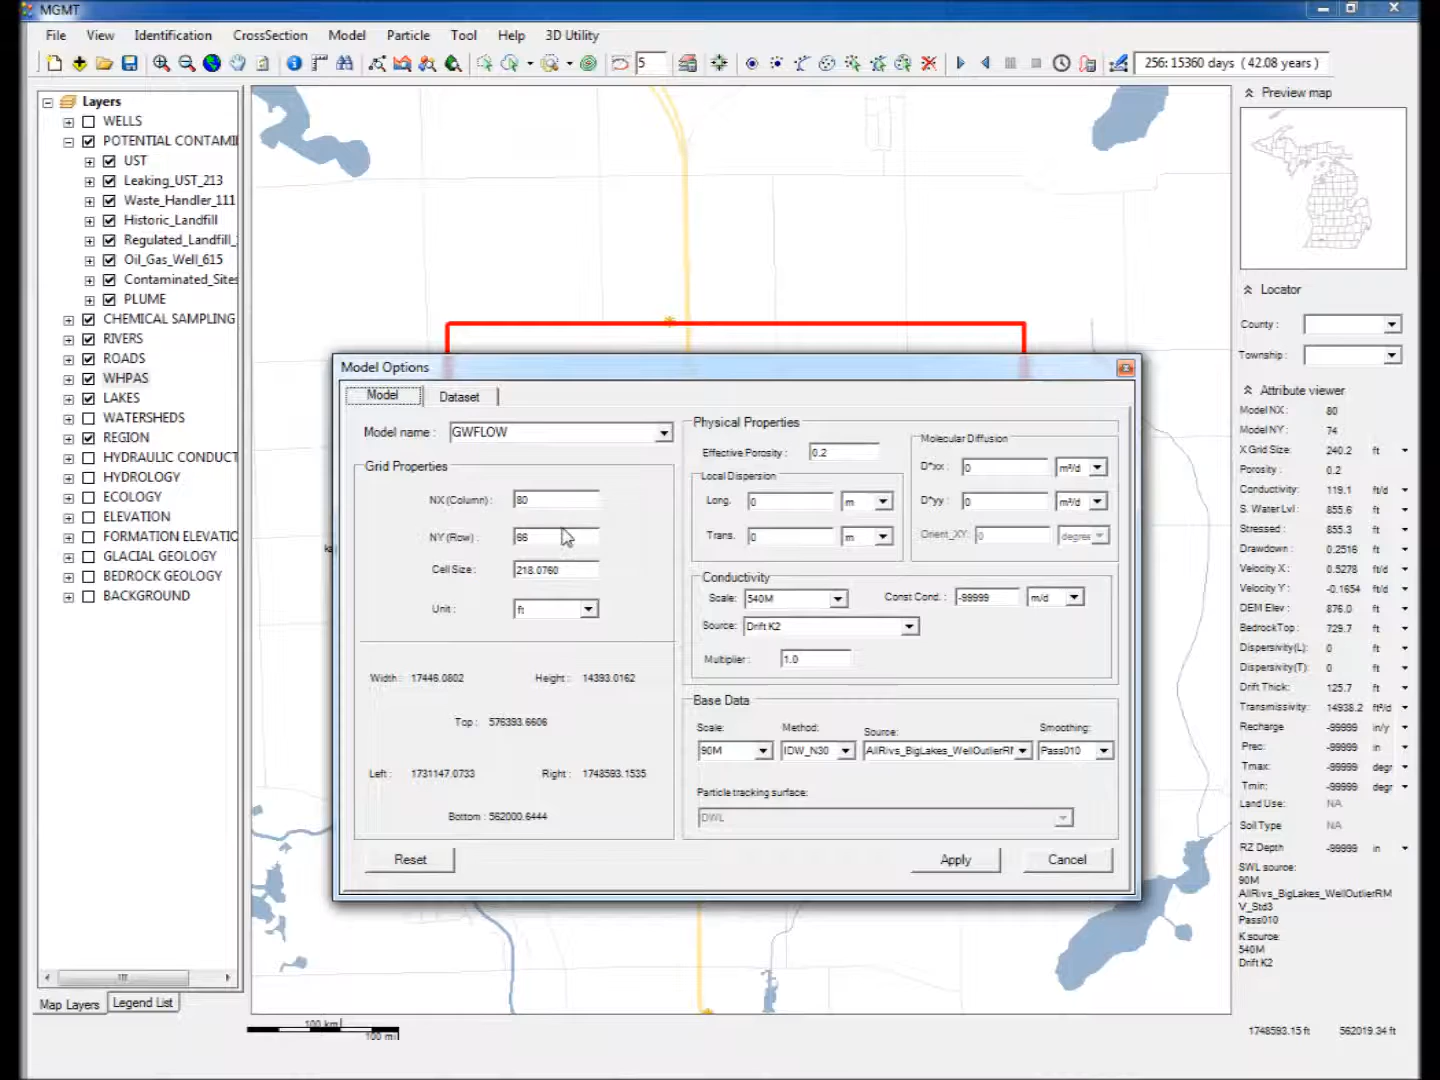 MGMT
File View Identification CrossSection Model Particle Tool Help 3D Utility
5
256: 15360 days ( 42.08 years )
Layers
WELLS
POTENTIAL CONTAMI
UST
Leaking_UST_213
Waste_Handler_111
Historic_Landfill
Regulated_Landfill_
Oil_Gas_Well_615
Contaminated_Sites
PLUME
CHEMICAL SAMPLING
RIVERS
ROADS
WHPAS
LAKES
WATERSHEDS
REGION
HYDRAULIC CONDUCT
HYDROLOGY
ECOLOGY
ELEVATION
FORMATION ELEVATIO
GLACIAL GEOLOGY
BEDROCK GEOLOGY
BACKGROUND
Map Layers Legend List
100 km
100 mi
Model Options
Model Dataset
Model name : GWFLOW
Grid Properties
NX (Column) : 80
NY (Row) : 66
Cell Size : 218.0760
Unit : ft
Width : 17446.0802 Height : 14393.0162
Top : 576393.6606
Left : 1731147.0733 Right : 1748593.1535
Bottom : 562000.6444
Reset
Physical Properties
Effective Porosity : 0.2
Local Dispersion
Long. 0 m
Trans. 0 m
Molecular Diffusion
D*xx : 0 m²/d
D*yy : 0 m²/d
Orient_XY: 0 degree
Conductivity
Scale: 540M Const Cond. : -99999 m/d
Source: Drift K2
Multiplier : 1.0
Base Data
Scale: Method: Source: Smoothing:
90M IDW_N30 AllRivs_BigLakes_WellOutlierRM Pass010
Particle tracking surface:
DWL
Apply Cancel
Preview map
Locator
County :
Township :
Attribute viewer
Model NX : 80
Model NY : 74
X Grid Size: 240.2 ft
Porosity : 0.2
Conductivity: 119.1 ft/d
S. Water Lvl : 855.6 ft
Stressed : 855.3 ft
Drawdown : 0.2516 ft
Velocity X : 0.5278 ft/d
Velocity Y : -0.1654 ft/d
DEM Elev : 876.0 ft
BedrockTop : 729.7 ft
Dispersivity(L): 0 ft
Dispersivity(T): 0 ft
Drift Thick: 125.7 ft
Transmissivity: 14938.2 ft²/d
Recharge : -99999 in/y
Prec: -99999 in
Tmax: -99999 degr
Tmin: -99999 degr
Land Use: NA
Soil Type NA
RZ Depth -99999 in
SWL source:
90M
AllRivs_BigLakes_WellOutlierRM
V_Std3
Pass010
K source:
540M
Drift K2
1748593.15 ft 562019.34 ft